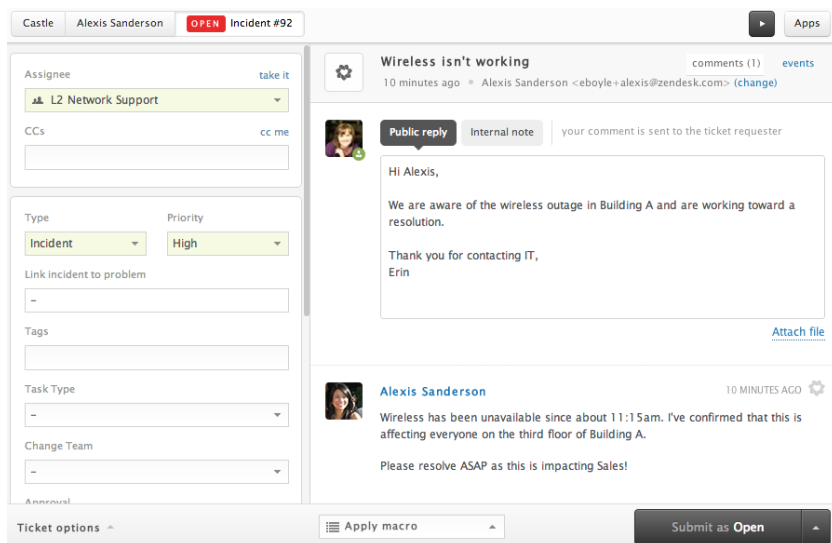 Castle
Alexis Sanderson
OPEN Incident #92
Apps
Assignee
take it
L2 Network Support
CCs
cc me
Type
Priority
Incident
High
Link incident to problem
–
Tags
Task Type
–
Change Team
–
Approval
Ticket options
Wireless isn't working
comments (1)
events
10 minutes ago Alexis Sanderson <eboyle+alexis@zendesk.com> (change)
Public reply
Internal note
your comment is sent to the ticket requester
Hi Alexis,
We are aware of the wireless outage in Building A and are working toward a
resolution.
Thank you for contacting IT,
Erin
Attach file
Alexis Sanderson
10 MINUTES AGO
Wireless has been unavailable since about 11:15am. I've confirmed that this is
affecting everyone on the third floor of Building A.
Please resolve ASAP as this is impacting Sales!
Apply macro
Submit as Open